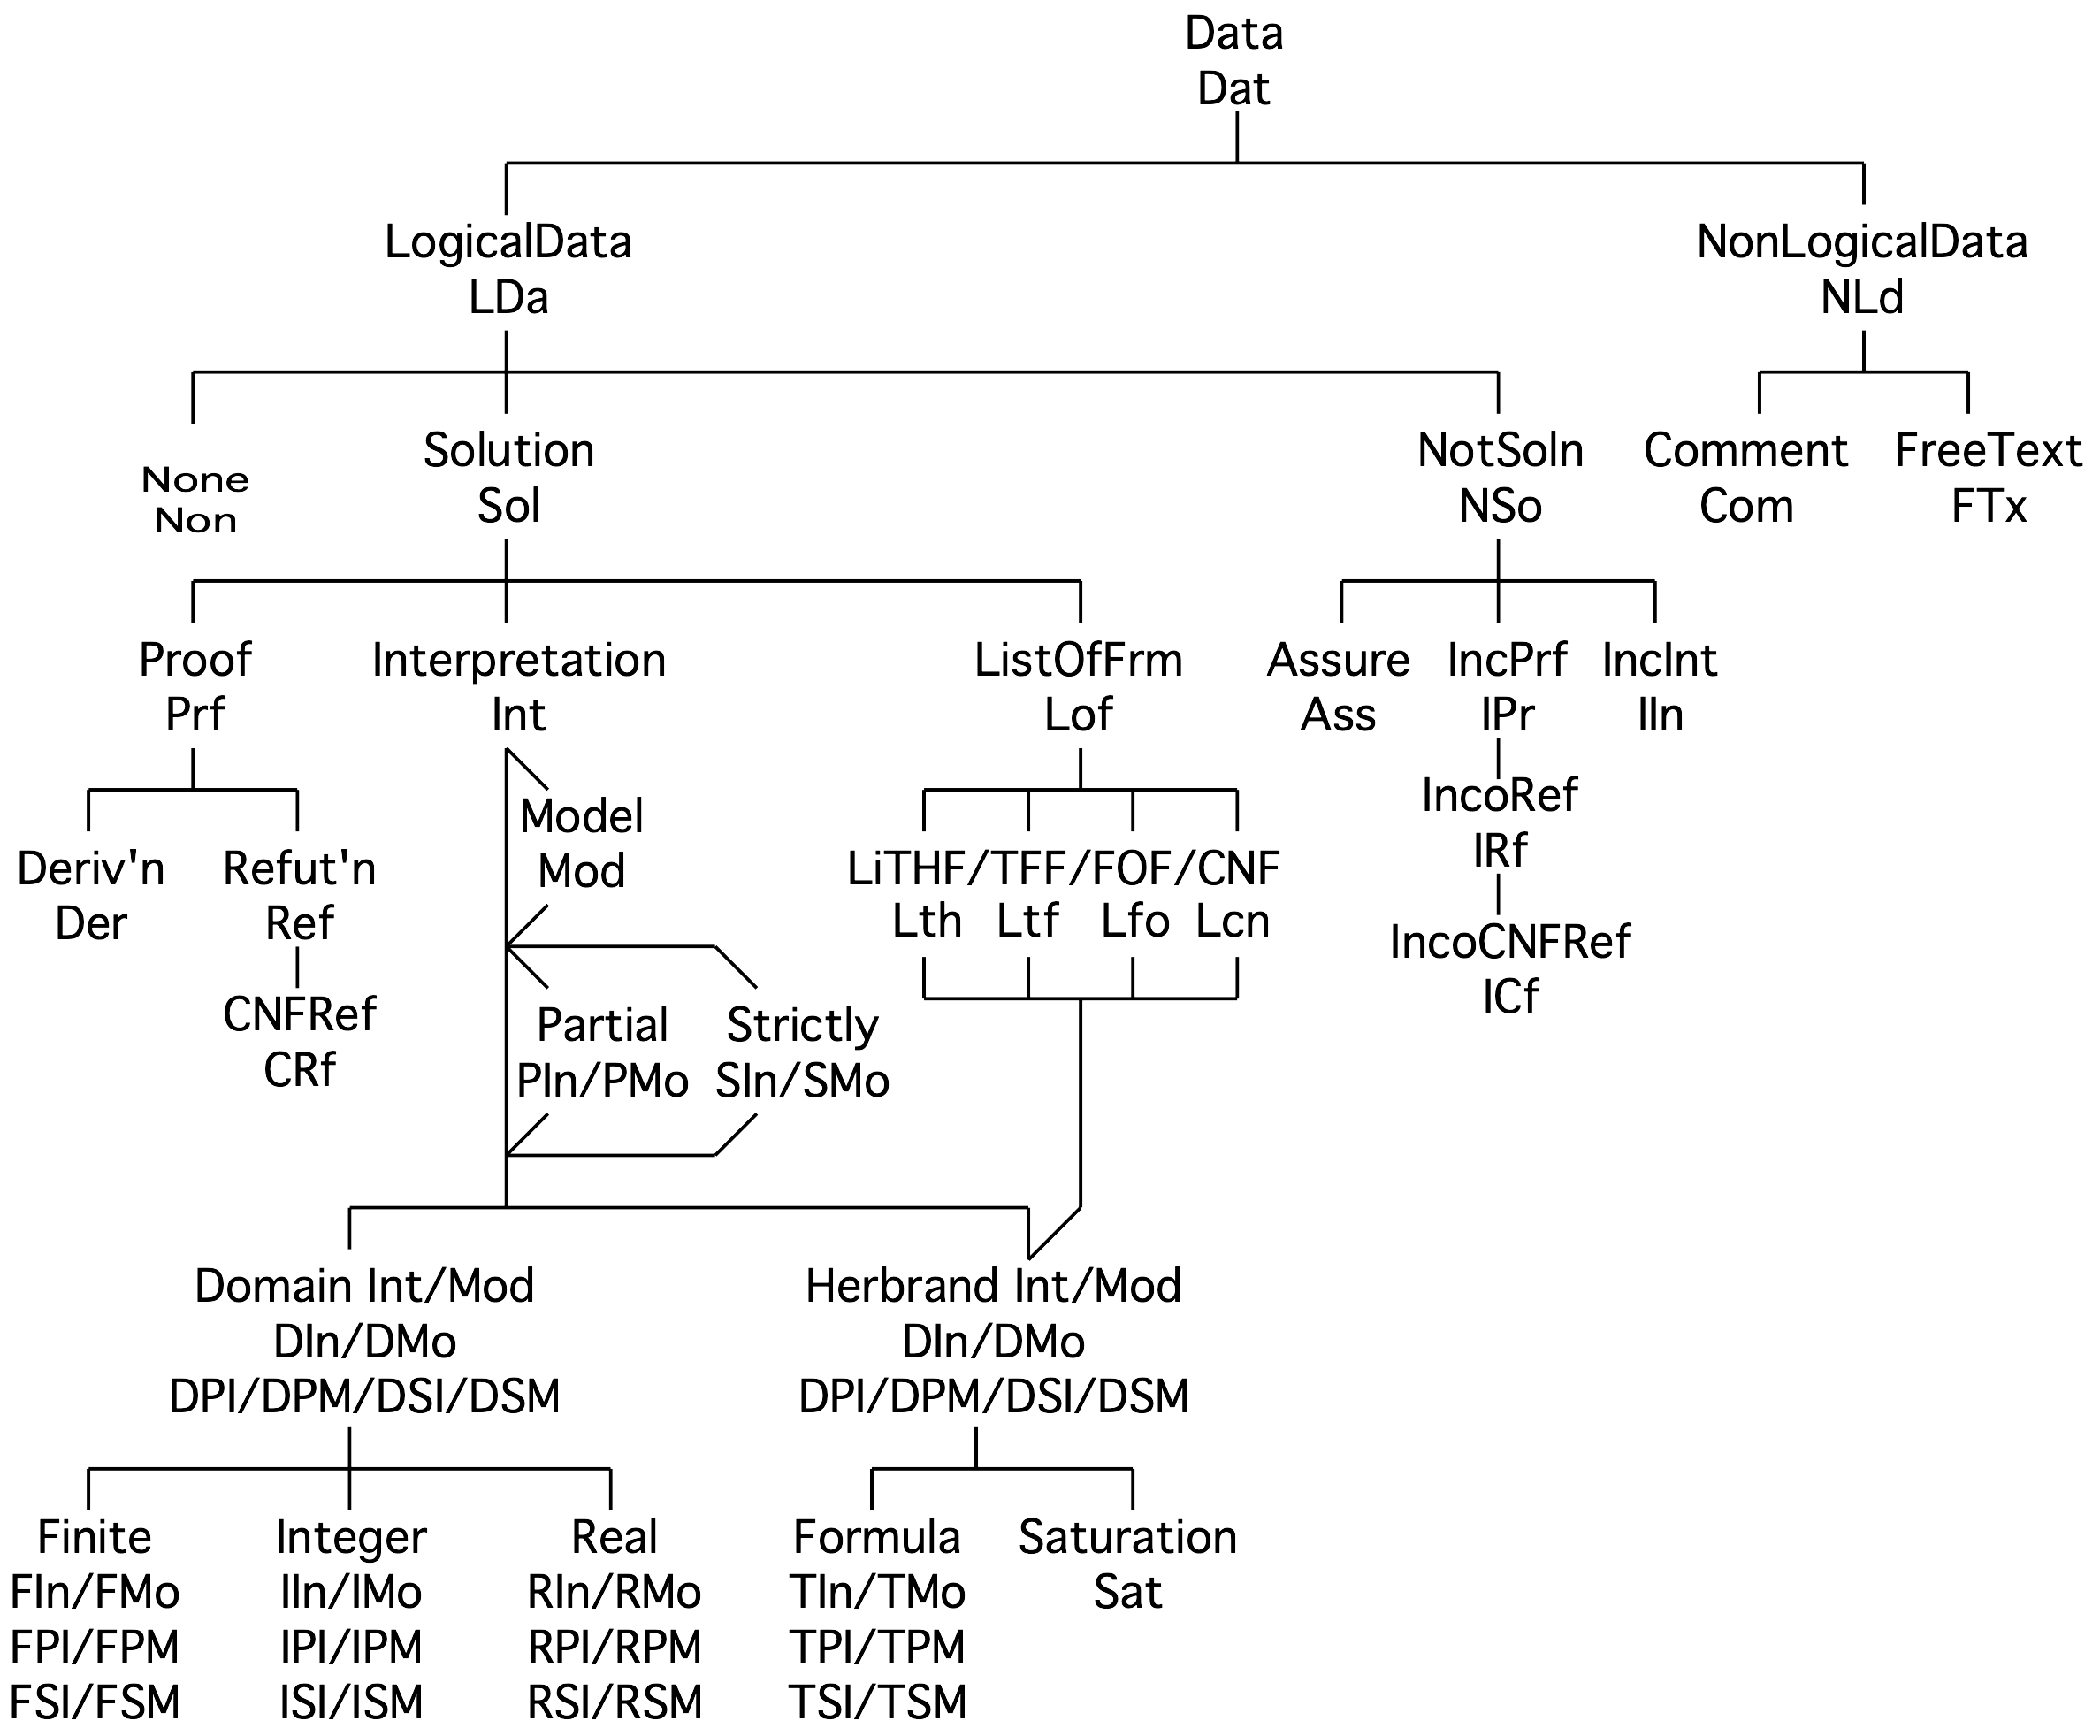 Data
Dat
LogicalData
LDa
NonLogicalData
NLd
None
Non
Solution
Sol
NotSoln
NSo
Comment
Com
FreeText
FTx
Proof
Prf
Interpretation
Int
ListOfFrm
Lof
Assure
Ass
IncPrf
IPr
IncInt
IIn
Deriv'n
Der
Refut'n
Ref
CNFRef
CRf
Model
Mod
Partial
PIn/PMo
Strictly
SIn/SMo
LiTHF/TFF/FOF/CNF
Lth Ltf Lfo Lcn
IncoRef
IRf
IncoCNFRef
ICf
Domain Int/Mod
DIn/DMo
DPI/DPM/DSI/DSM
Herbrand Int/Mod
DIn/DMo
DPI/DPM/DSI/DSM
Finite
FIn/FMo
FPI/FPM
FSI/FSM
Integer
IIn/IMo
IPI/IPM
ISI/ISM
Real
RIn/RMo
RPI/RPM
RSI/RSM
Formula
TIn/TMo
TPI/TPM
TSI/TSM
Saturation
Sat